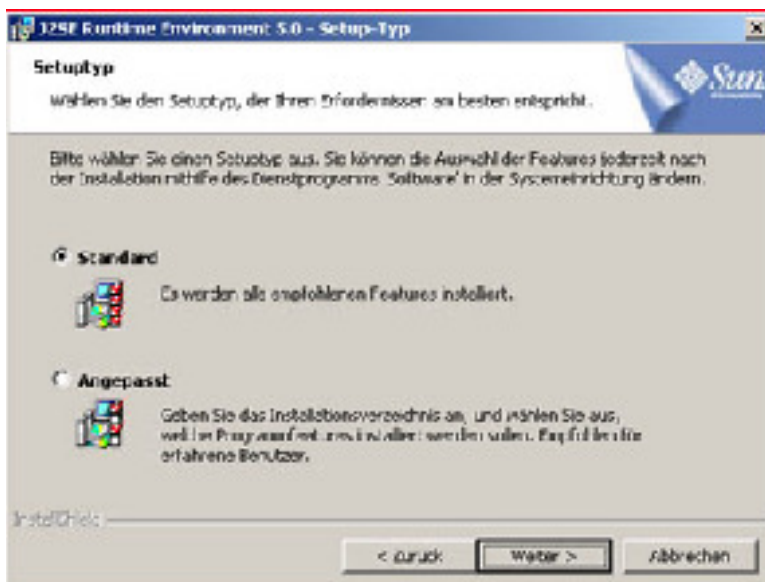 J2SE Runtime Environment 5.0 - Setup-Typ
Setuptyp
Wählen Sie den Setuptyp, der Ihren Erfordernissen am besten entspricht.
Sun
Bitte wählen Sie einen Setuptyp aus. Sie können die Auswahl der Features jederzeit nach
der Installation mithilfe des Dienstprogramms 'Software' in der Systemeinrichtung ändern.
Standard
Es werden alle empfohlenen Features installiert.
Angepasst
Geben Sie das Installationsverzeichnis an, und wählen Sie aus,
welche Programmfeatures installiert werden sollen. Empfohlen für
erfahrene Benutzer.
InstallShield
< Zurück
Weiter >
Abbrechen